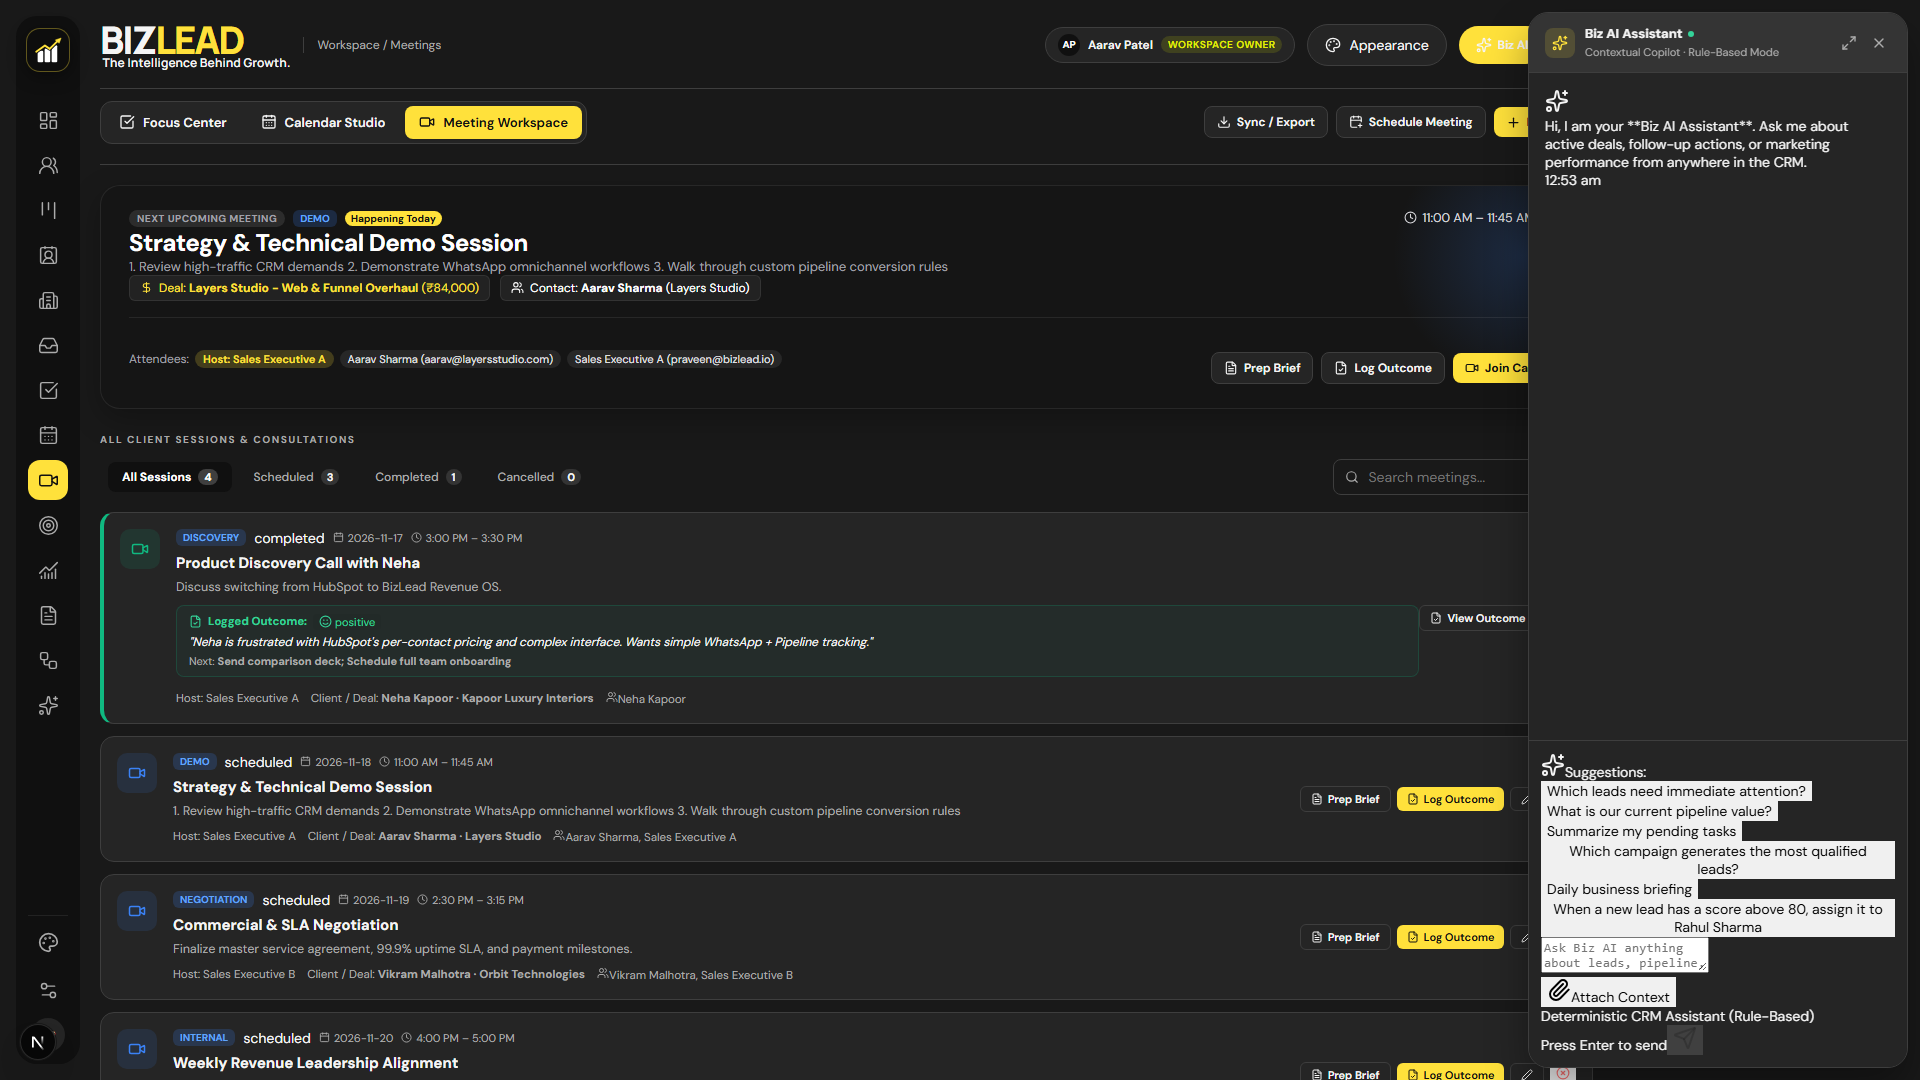 BIZLEAD
The Intelligence Behind Growth.
Workspace / Meetings
AP Aarav Patel WORKSPACE OWNER
Appearance
Biz AI
Focus Center
Calendar Studio
Meeting Workspace
Sync / Export
Schedule Meeting
NEXT UPCOMING MEETING DEMO Happening Today
11:00 AM – 11:45 AM
Strategy & Technical Demo Session
1. Review high-traffic CRM demands 2. Demonstrate WhatsApp omnichannel workflows 3. Walk through custom pipeline conversion rules
Deal: Layers Studio - Web & Funnel Overhaul (₹84,000)
Contact: Aarav Sharma (Layers Studio)
Attendees: Host: Sales Executive A Aarav Sharma (aarav@layersstudio.com) Sales Executive A (praveen@bizlead.io)
Prep Brief
Log Outcome
Join Ca
ALL CLIENT SESSIONS & CONSULTATIONS
All Sessions 4
Scheduled 3
Completed 1
Cancelled 0
Search meetings...
DISCOVERY completed 2026-11-17 3:00 PM – 3:30 PM
Product Discovery Call with Neha
Discuss switching from HubSpot to BizLead Revenue OS.
Logged Outcome: positive
"Neha is frustrated with HubSpot's per-contact pricing and complex interface. Wants simple WhatsApp + Pipeline tracking."
Next: Send comparison deck; Schedule full team onboarding
View Outcome
Host: Sales Executive A Client / Deal: Neha Kapoor · Kapoor Luxury Interiors Neha Kapoor
DEMO scheduled 2026-11-18 11:00 AM – 11:45 AM
Strategy & Technical Demo Session
1. Review high-traffic CRM demands 2. Demonstrate WhatsApp omnichannel workflows 3. Walk through custom pipeline conversion rules
Host: Sales Executive A Client / Deal: Aarav Sharma · Layers Studio Aarav Sharma, Sales Executive A
Prep Brief
Log Outcome
NEGOTIATION scheduled 2026-11-19 2:30 PM – 3:15 PM
Commercial & SLA Negotiation
Finalize master service agreement, 99.9% uptime SLA, and payment milestones.
Host: Sales Executive B Client / Deal: Vikram Malhotra · Orbit Technologies Vikram Malhotra, Sales Executive B
Prep Brief
Log Outcome
INTERNAL scheduled 2026-11-20 4:00 PM – 5:00 PM
Weekly Revenue Leadership Alignment
Prep Brief
Log Outcome
N
Biz AI Assistant
Contextual Copilot · Rule-Based Mode
Hi, I am your **Biz AI Assistant**. Ask me about
active deals, follow-up actions, or marketing
performance from anywhere in the CRM.
12:53 am
Suggestions:
Which leads need immediate attention?
What is our current pipeline value?
Summarize my pending tasks
Which campaign generates the most qualified
leads?
Daily business briefing
When a new lead has a score above 80, assign it to
Rahul Sharma
Ask Biz AI anything
about leads, pipeline,
Attach Context
Deterministic CRM Assistant (Rule-Based)
Press Enter to send